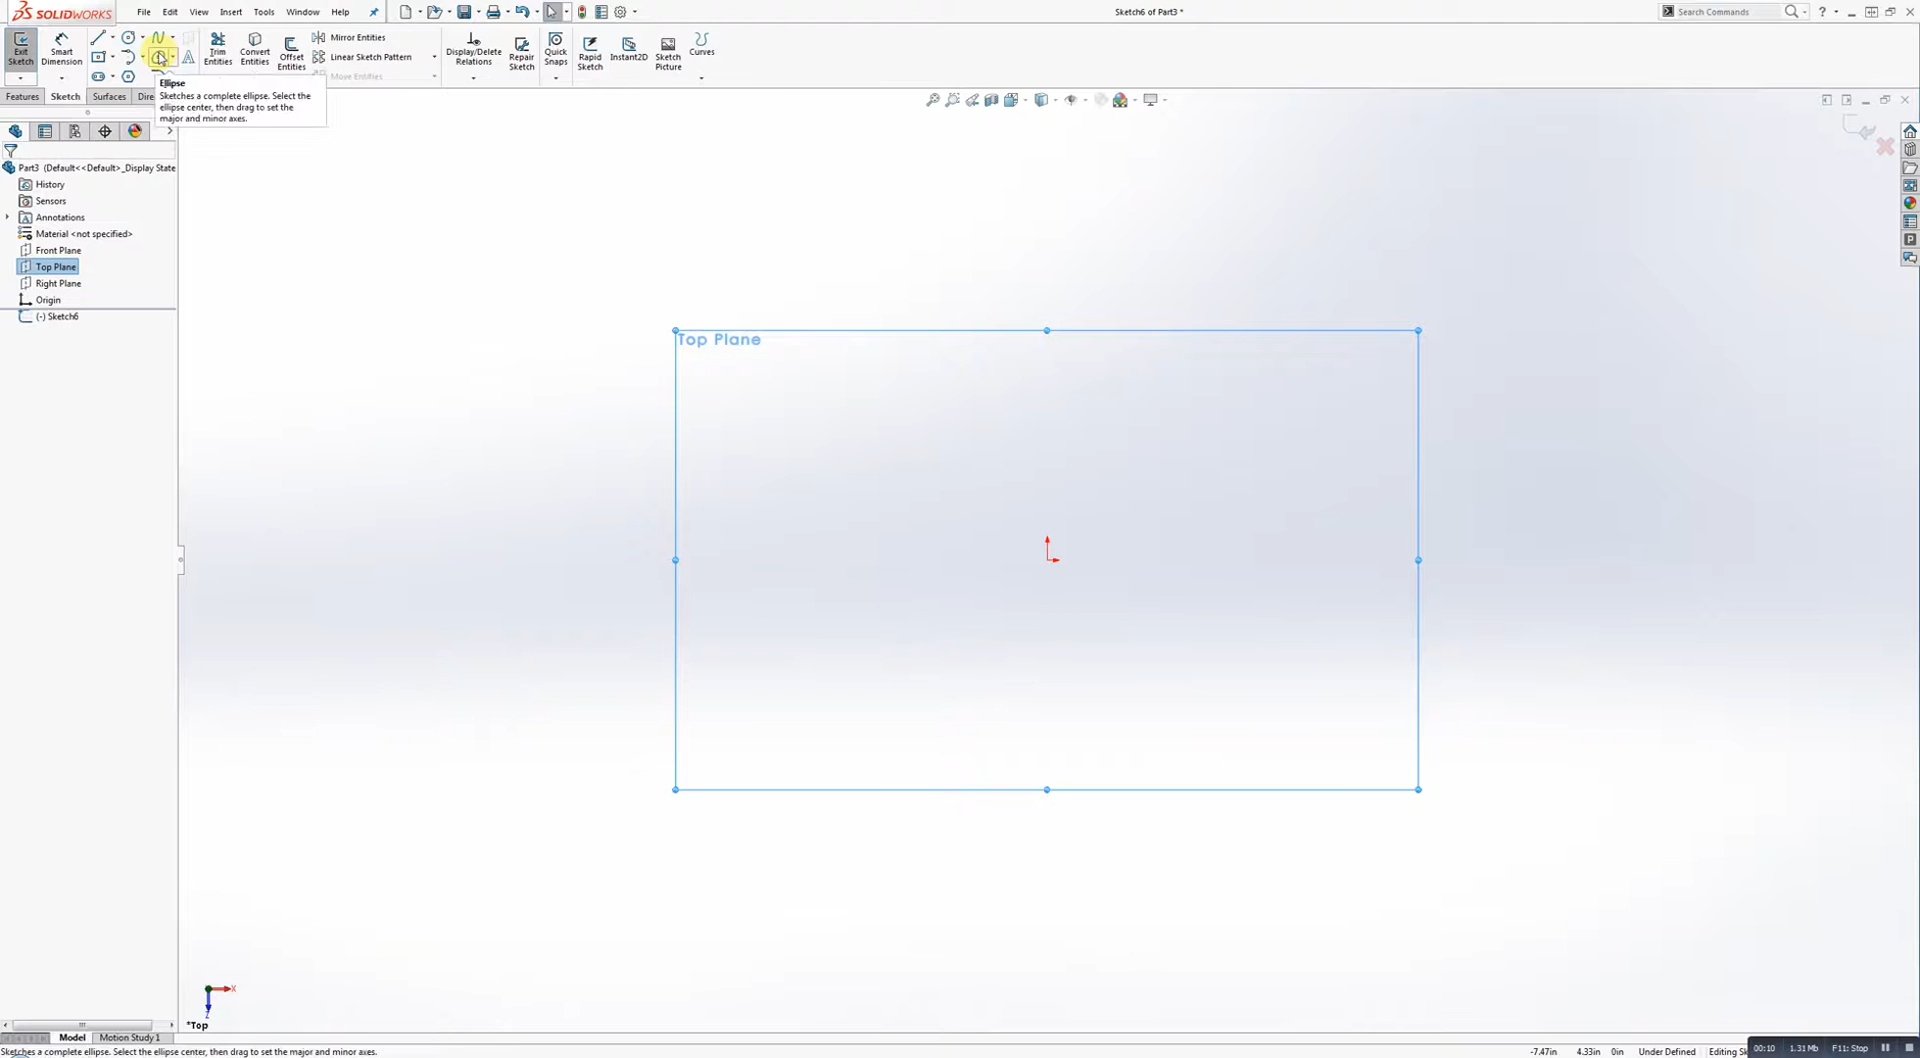 SOLIDWORKS File Edit View Insert Tools Window Help Sketch6 of Part3 * Search Commands
Exit Sketch Smart Dimension Trim Entities Convert Entities Offset Entities Mirror Entities Linear Sketch Pattern Move Entities Display/Delete Relations Repair Sketch Quick Snaps Rapid Sketch Instant2D Sketch Picture Curves
Ellipse
Sketches a complete ellipse. Select the
ellipse center, then drag to set the
major and minor axes.
Features Sketch Surfaces Dire
Part3 (Default<<Default>_Display State
History
Sensors
Annotations
Material <not specified>
Front Plane
Top Plane
Right Plane
Origin
(-) Sketch6
Top Plane
X
Z
*Top
Model Motion Study 1
Sketches a complete ellipse. Select the ellipse center, then drag to set the major and minor axes. -7.47in 4.33in 0in Under Defined Editing Sk 00:10 1.31 Mb F11: Stop